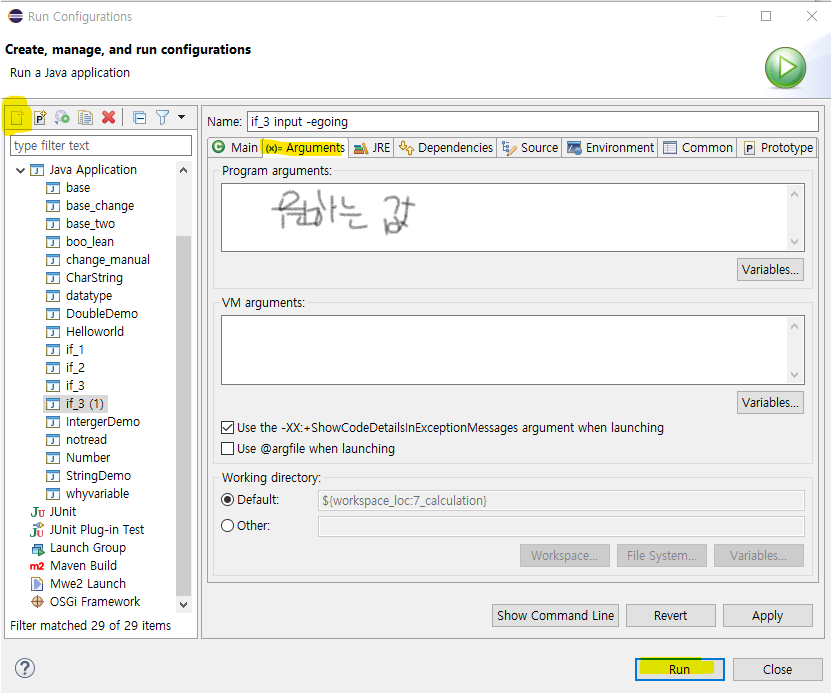 Run Configurations
Create, manage, and run configurations
Run a Java application
type filter text
Java Application
base
base_change
base_two
boo_lean
change_manual
CharString
datatype
DoubleDemo
Helloworld
if_1
if_2
if_3
if_3 (1)
IntergerDemo
notread
Number
StringDemo
whyvariable
JUnit
JUnit Plug-in Test
Launch Group
Maven Build
Mwe2 Launch
OSGi Framework
Filter matched 29 of 29 items
Name: if_3 input -egoing
Main (x)= Arguments JRE Dependencies Source Environment Common Prototype
Program arguments:
원하는 값
Variables...
VM arguments:
Variables...
Use the -XX:+ShowCodeDetailsInExceptionMessages argument when launching
Use @argfile when launching
Working directory:
Default: ${workspace_loc:7_calculation}
Other:
Workspace... File System... Variables...
Show Command Line Revert Apply
Run Close